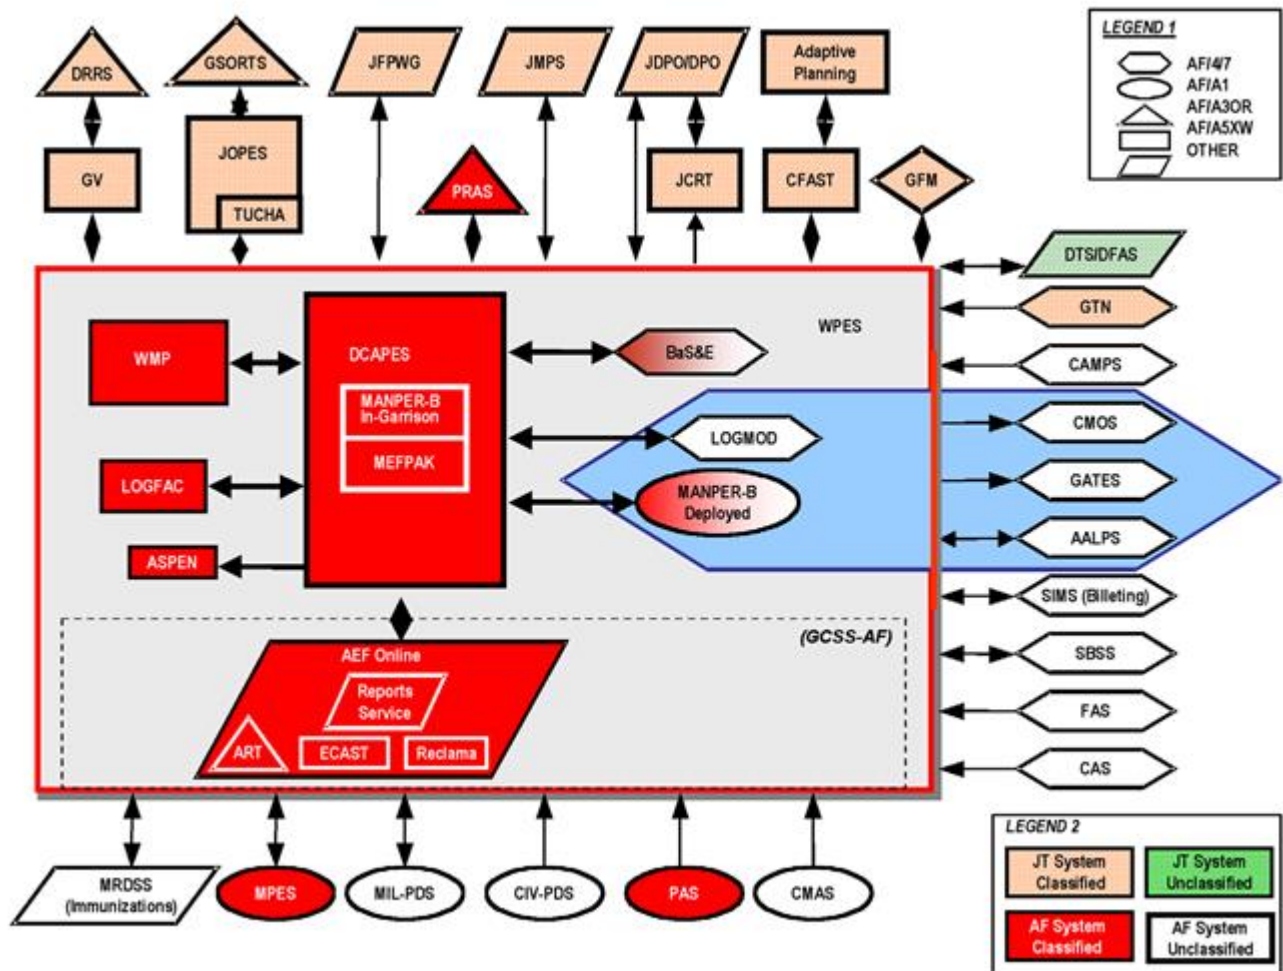 DRRS
GSORTS
JFPWG
JMPS
JDPO/DPO
Adaptive
Planning
LEGEND 1
AF/4/7
AF/A1
AF/A3OR
AF/A5XW
OTHER
GV
JOPES
TUCHA
PRAS
JCRT
CFAST
GFM
DTS/DFAS
GTN
CAMPS
CMOS
GATES
AALPS
SIMS (Billeting)
SBSS
FAS
CAS
WPES
WMP
DCAPES
MANPER-B
In-Garrison
MEFPAK
BaS&E
LOGMOD
MANPER-B
Deployed
LOGFAC
ASPEN
(GCSS-AF)
AEF Online
Reports
Service
ART
ECAST
Reclama
MRDSS
(Immunizations)
MPES
MIL-PDS
CIV-PDS
PAS
CMAS
LEGEND 2
JT System
Classified
JT System
Unclassified
AF System
Classified
AF System
Unclassified